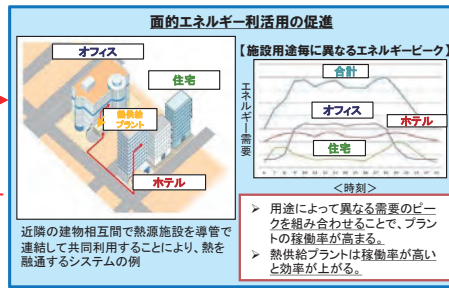 面的エネルギー利活用の促進
オフィス
住宅
熱供給
プラント
ホテル
近隣の建物相互間で熱源施設を導管で
連結して共同利用することにより、熱を
融通するシステムの例
【施設用途毎に異なるエネルギーピーク】
エネルギー需要
合計
オフィス
ホテル
住宅
<時刻>
➢ 用途によって異なる需要のピー
クを組み合わせることで、プラン
トの稼働率が高まる。
➢ 熱供給プラントは稼働率が高い
と効率が上がる。